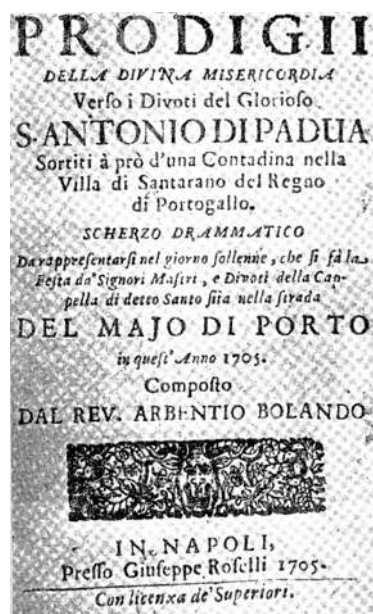 PRODIGII
DELLA DIVINA MISERICORDIA
Verso i Divoti del Glorioso
S. ANTONIO DI PADUA
Sortiti à prò d'una Contadina nella
Villa di Santarano del Regno
di Portogallo.
SCHERZO DRAMMATICO
Da rappresentarsi nel giorno sollenne, che si fà la
Festa da' Signori Mastri, e Divoti della Cap-
pella di detto Santo sita nella strada
DEL MAJO DI PORTO
in quest' Anno 1705.
Composto
DAL REV. ARBENTIO BOLANDO
IN NAPOLI,
Presso Giuseppe Roselli 1705.
Con licenza de' Superiori.